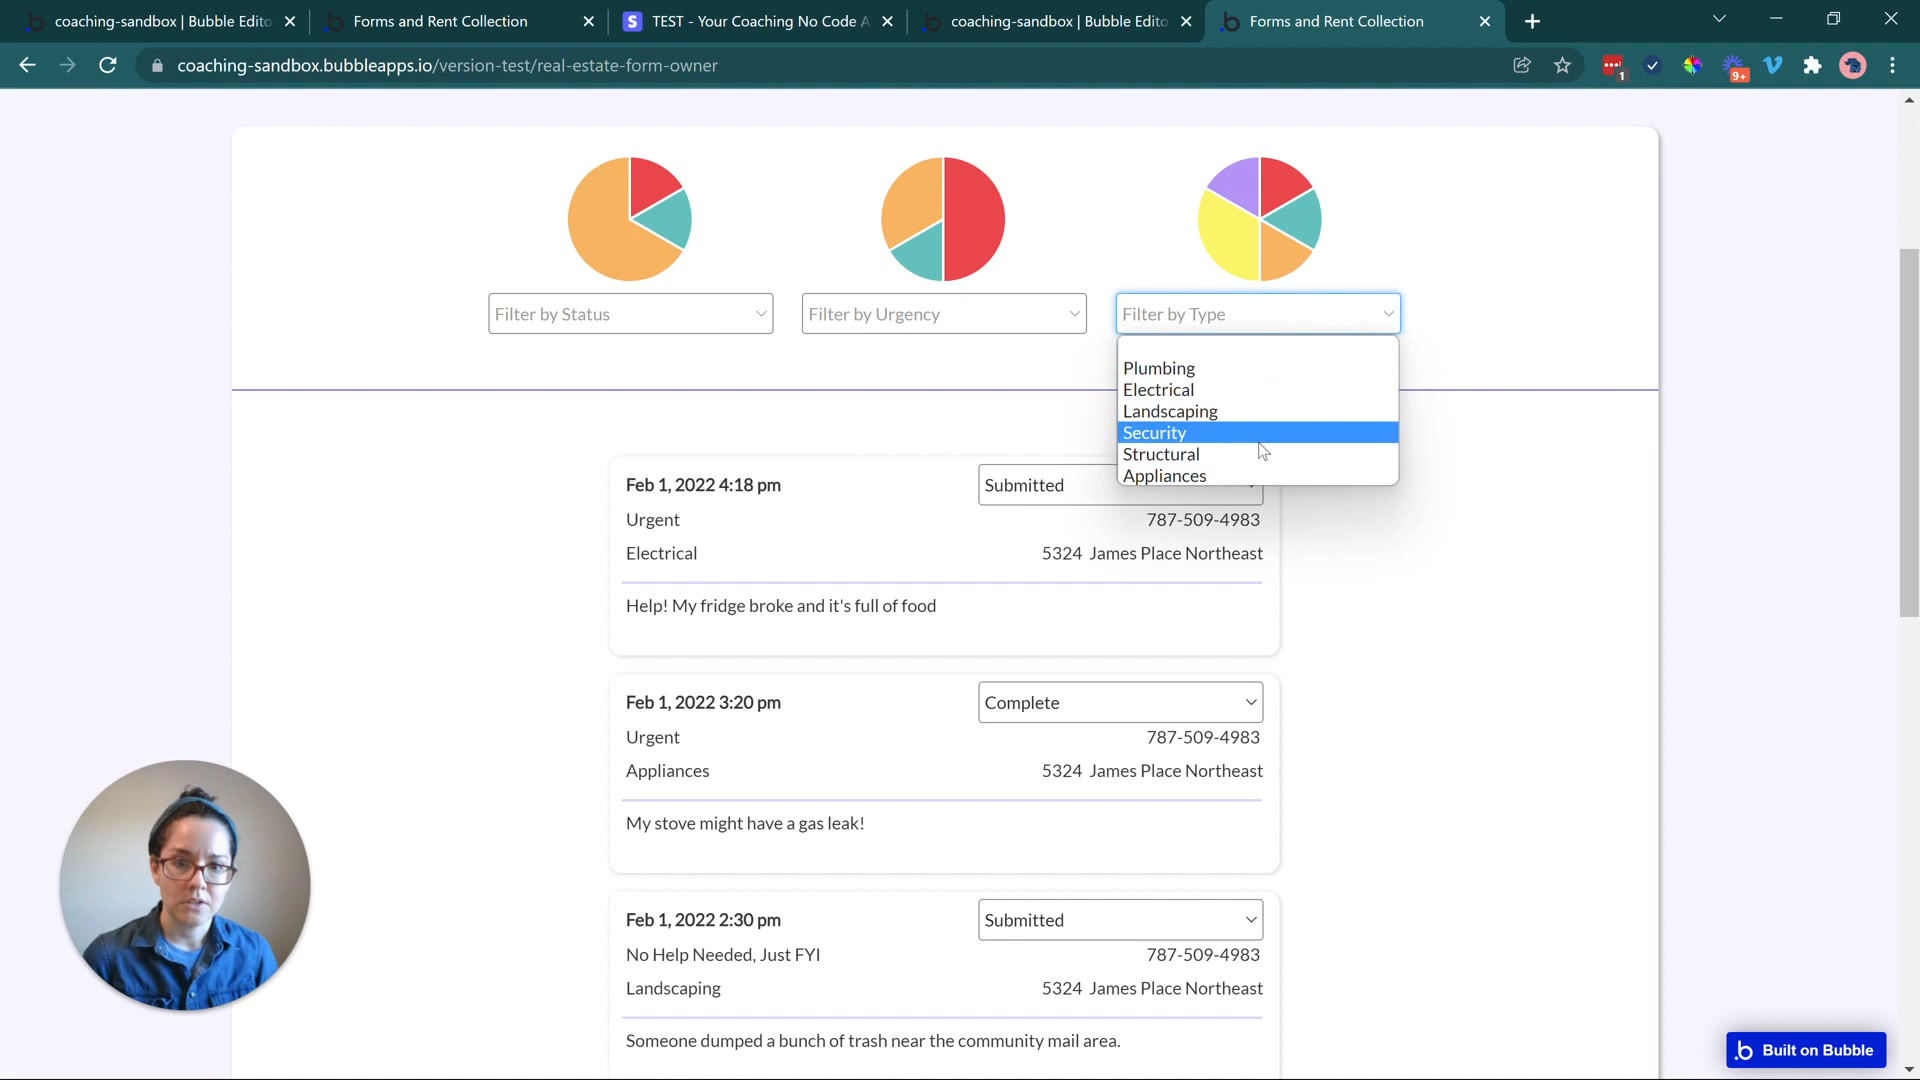 coaching-sandbox | Bubble Edito
Forms and Rent Collection
S TEST - Your Coaching No Code A
coaching-sandbox | Bubble Edito
Forms and Rent Collection
coaching-sandbox.bubbleapps.io/version-test/real-estate-form-owner
1
9+
Filter by Status
Filter by Urgency
Filter by Type
Plumbing
Electrical
Landscaping
Security
Structural
Appliances
Feb 1, 2022 4:18 pm
Submitted
Urgent
787-509-4983
Electrical
5324 James Place Northeast
Help! My fridge broke and it's full of food
Feb 1, 2022 3:20 pm
Complete
Urgent
787-509-4983
Appliances
5324 James Place Northeast
My stove might have a gas leak!
Feb 1, 2022 2:30 pm
Submitted
No Help Needed, Just FYI
787-509-4983
Landscaping
5324 James Place Northeast
Someone dumped a bunch of trash near the community mail area.
b Built on Bubble